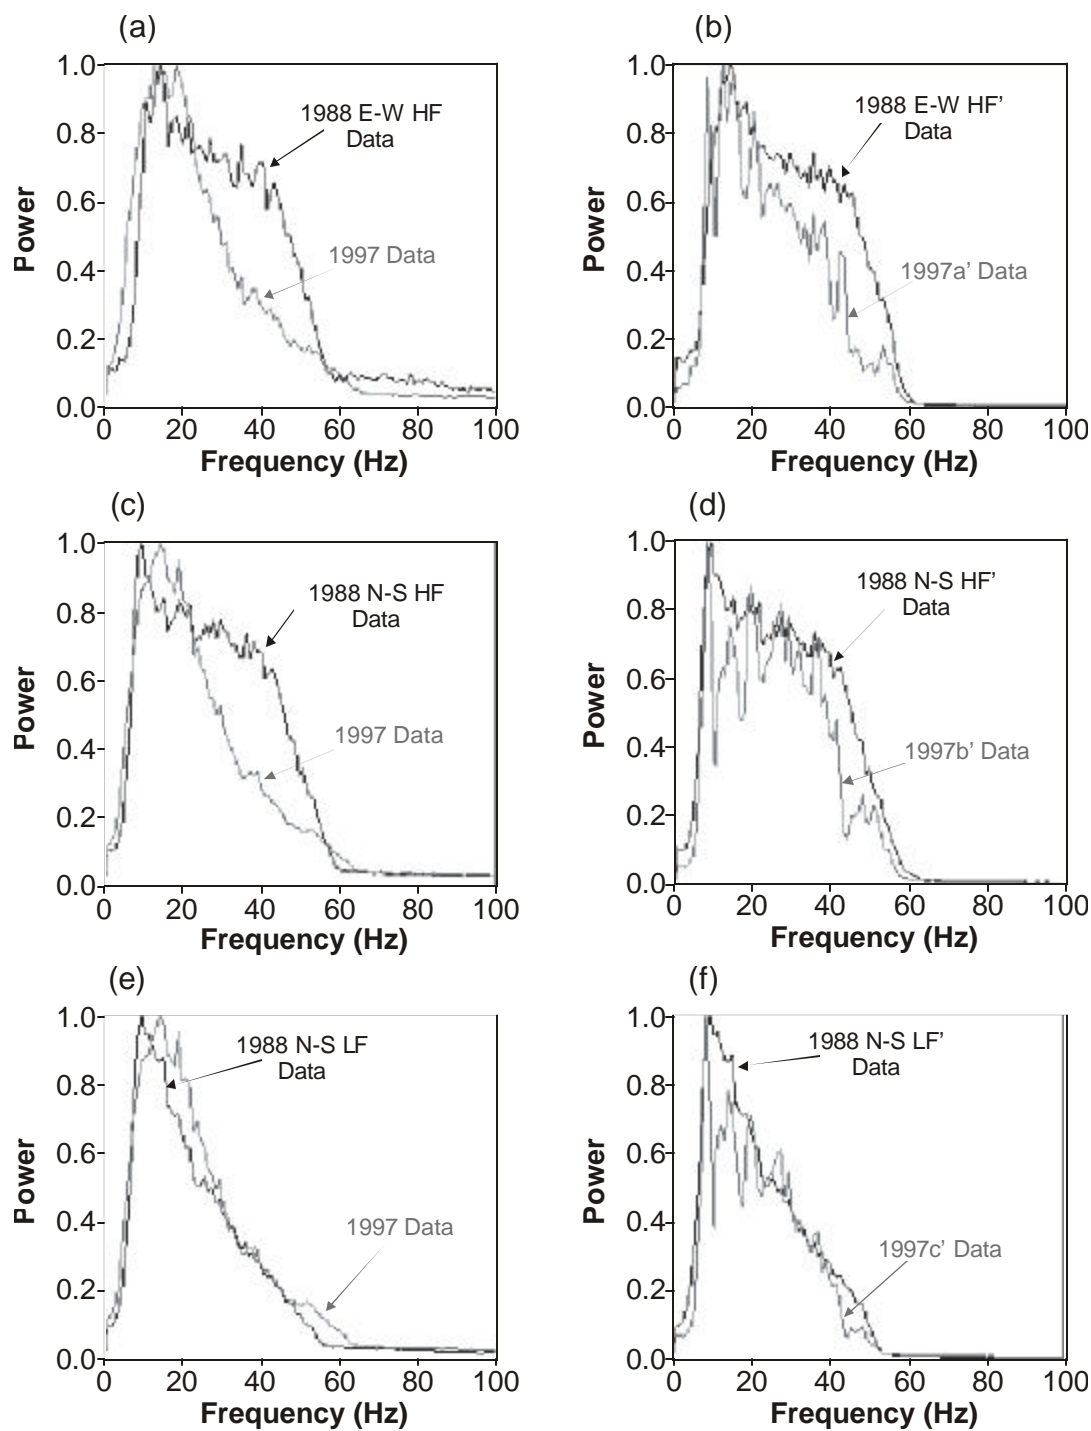 (a)
1.0
0.8
0.6
0.4
0.2
0.0
Power
1988 E-W HF
Data
1997 Data
0 20 40 60 80 100
Frequency (Hz)
(b)
1.0
0.8
0.6
0.4
0.2
0.0
Power
1988 E-W HF’
Data
1997a’ Data
0 20 40 60 80 100
Frequency (Hz)
(c)
1.0
0.8
0.6
0.4
0.2
0.0
Power
1988 N-S HF
Data
1997 Data
0 20 40 60 80 100
Frequency (Hz)
(d)
1.0
0.8
0.6
0.4
0.2
0.0
Power
1988 N-S HF’
Data
1997b’ Data
0 20 40 60 80 100
Frequency (Hz)
(e)
1.0
0.8
0.6
0.4
0.2
0.0
Power
1988 N-S LF
Data
1997 Data
0 20 40 60 80 100
Frequency (Hz)
(f)
1.0
0.8
0.6
0.4
0.2
0.0
Power
1988 N-S LF’
Data
1997c’ Data
0 20 40 60 80 100
Frequency (Hz)